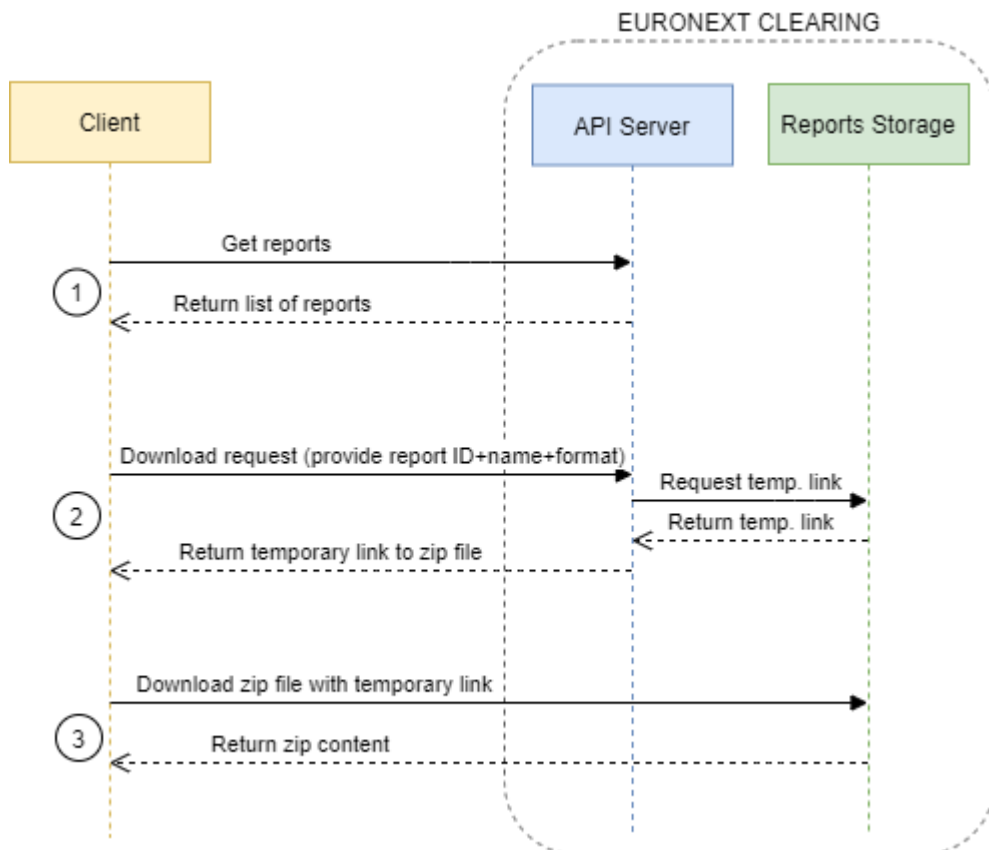 EURONEXT CLEARING
Client
API Server
Reports Storage
Get reports
1
Return list of reports
Download request (provide report ID+name+format)
Request temp. link
2
Return temp. link
Return temporary link to zip file
Download zip file with temporary link
3
Return zip content